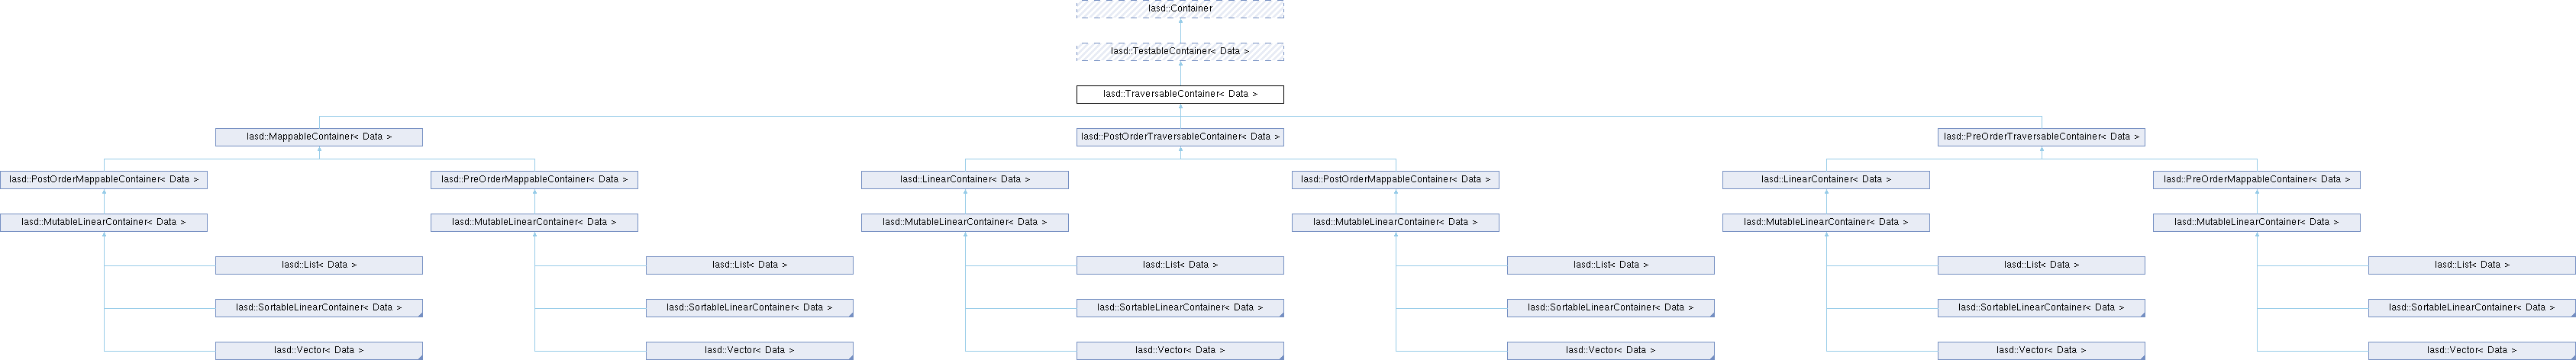 lasd::Container
lasd::TestableContainer< Data >
lasd::TraversableContainer< Data >
lasd::MappableContainer< Data >
lasd::PostOrderTraversableContainer< Data >
lasd::PreOrderTraversableContainer< Data >
lasd::PostOrderMappableContainer< Data >
lasd::PreOrderMappableContainer< Data >
lasd::LinearContainer< Data >
lasd::PostOrderMappableContainer< Data >
lasd::LinearContainer< Data >
lasd::PreOrderMappableContainer< Data >
lasd::MutableLinearContainer< Data >
lasd::MutableLinearContainer< Data >
lasd::MutableLinearContainer< Data >
lasd::MutableLinearContainer< Data >
lasd::MutableLinearContainer< Data >
lasd::MutableLinearContainer< Data >
lasd::List< Data >
lasd::List< Data >
lasd::List< Data >
lasd::List< Data >
lasd::List< Data >
lasd::List< Data >
lasd::SortableLinearContainer< Data >
lasd::SortableLinearContainer< Data >
lasd::SortableLinearContainer< Data >
lasd::SortableLinearContainer< Data >
lasd::SortableLinearContainer< Data >
lasd::SortableLinearContainer< Data >
lasd::Vector< Data >
lasd::Vector< Data >
lasd::Vector< Data >
lasd::Vector< Data >
lasd::Vector< Data >
lasd::Vector< Data >